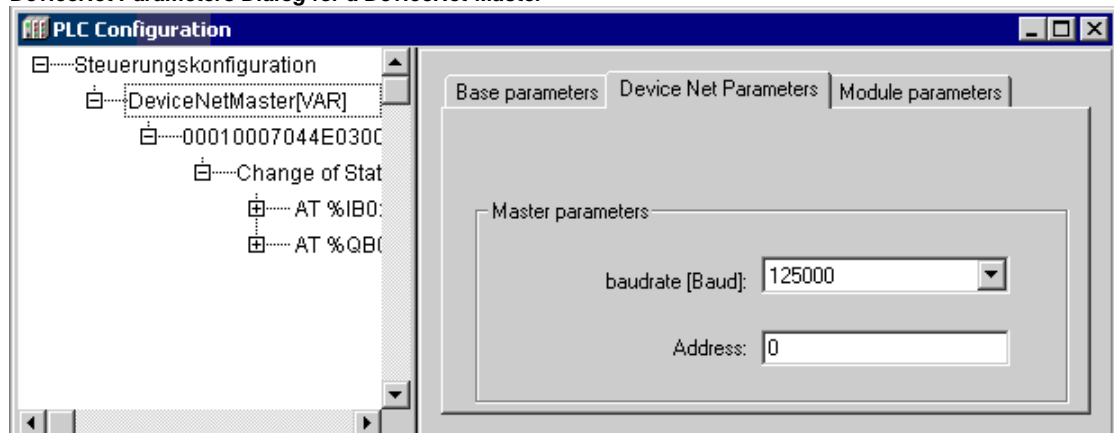 DeviceNet Parameters Dialog for a DeviceNet Master
PLC Configuration
Steuerungskonfiguration
DeviceNetMaster[VAR]
00010007044E0300
Change of Stat
AT %IB0:
AT %QB(
Base parameters
Device Net Parameters
Module parameters
Master parameters
baudrate [Baud]: 125000
Address: 0